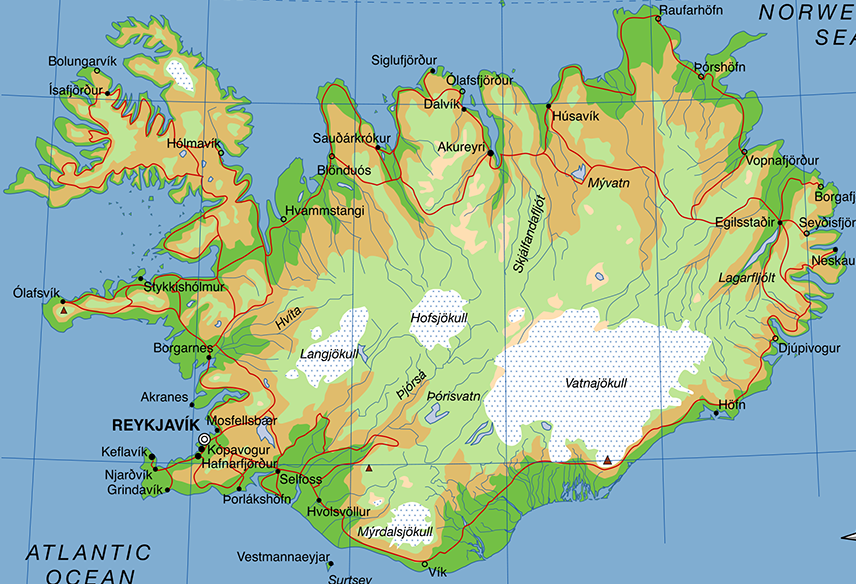 NORWE
SEA
Raufarhöfn
Bolungarvík
Siglufjörður
Þórshöfn
Ísafjörður
Ólafsfjörður
Dalvík
Húsavík
Hólmavík
Sauðárkrókur
Akureyri
Vopnafjörður
Blönduós
Mývatn
Borgafj
Hvammstangi
Skjálfandafljót
Egilsstaðir
Seyðisfjör
Neskau
Lagarfljólt
Stykkishólmur
Ólafsvík
Hvíta
Hofsjökull
Borgarnes
Langjökull
Djúpivogur
Vatnajökull
Þjórsá
Akranes
Þórisvatn
Höfn
REYKJAVÍK
Mosfellsbær
Keflavík
Kópavogur
Hafnarfjørður
Njarðvík
Selfoss
Grindavík
Þorlákshöfn
Hvolsvöllur
Mýrdalsjökull
ATLANTIC
OCEAN
Vestmannaeyjar
Vík
Surtsey